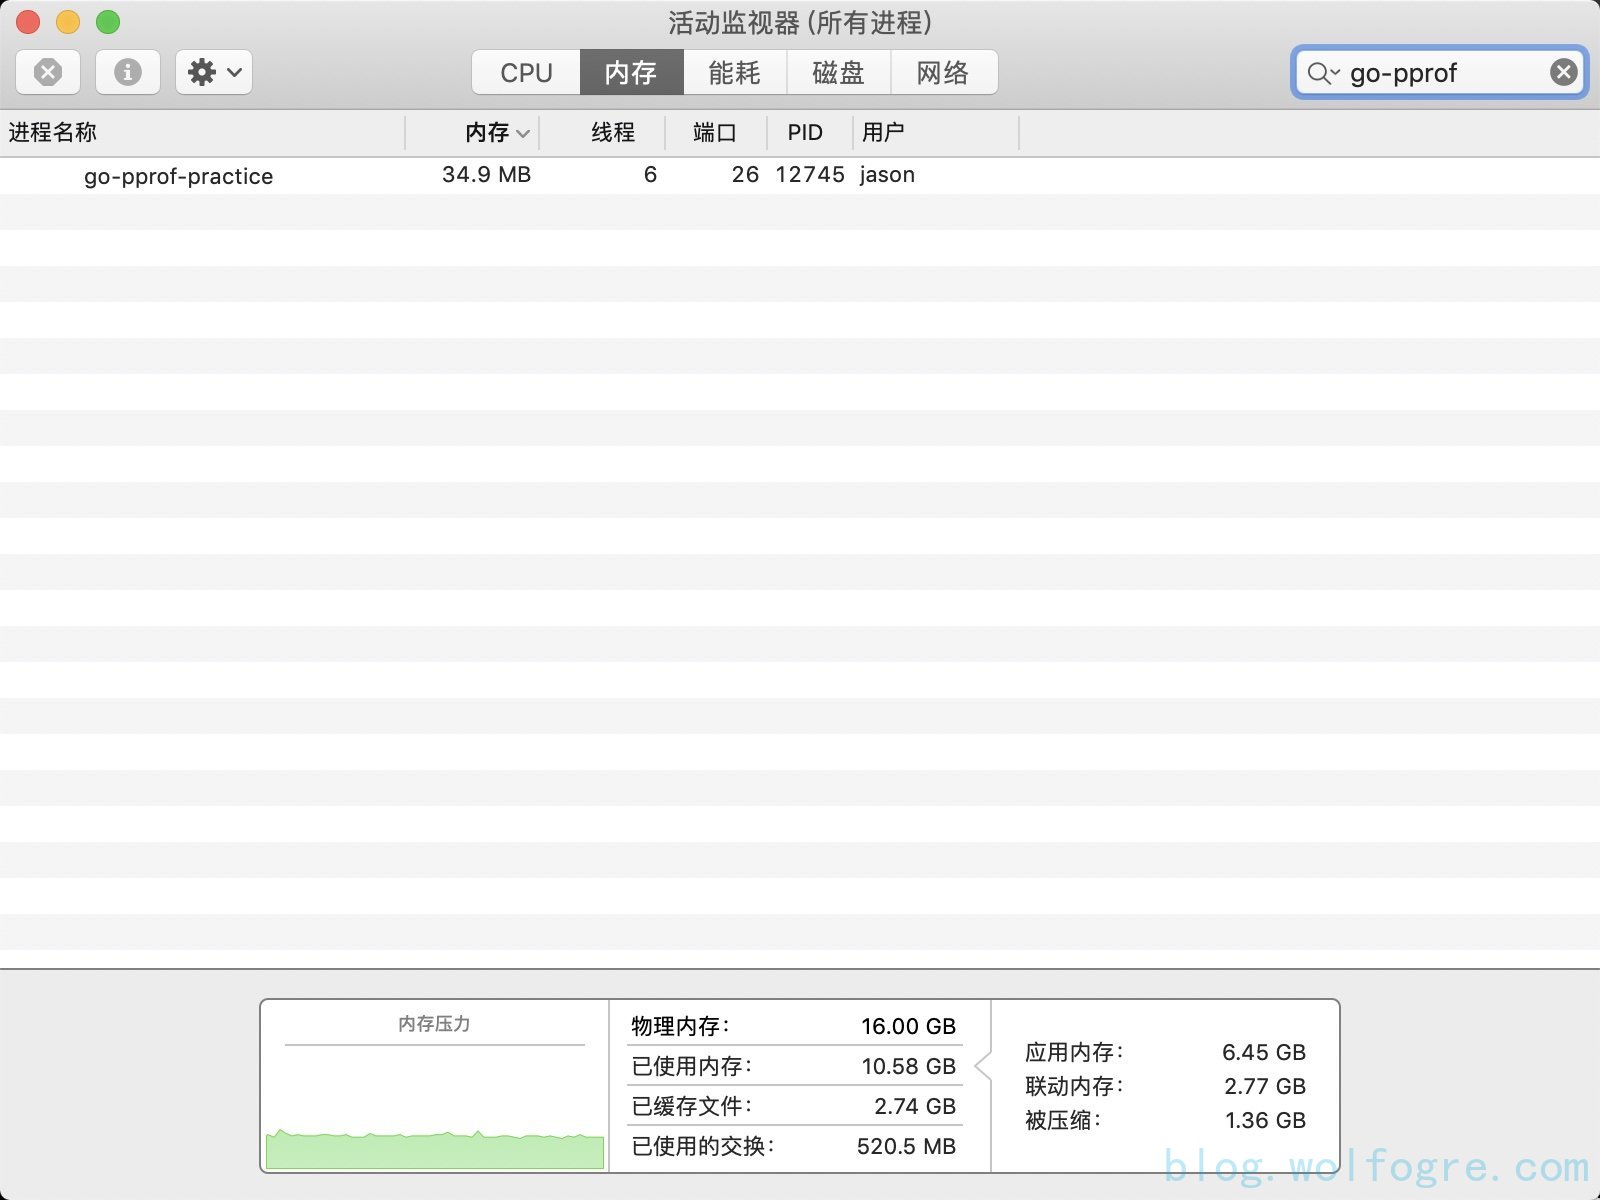 活动监视器 (所有进程)
CPU 内存 能耗 磁盘 网络 go-pprof
进程名称 内存 线程 端口 PID 用户
go-pprof-practice 34.9 MB 6 26 12745 jason
内存压力
物理内存: 16.00 GB
已使用内存: 10.58 GB
已缓存文件: 2.74 GB
已使用的交换: 520.5 MB
应用内存: 6.45 GB
联动内存: 2.77 GB
被压缩: 1.36 GB
blog.wolfogre.com